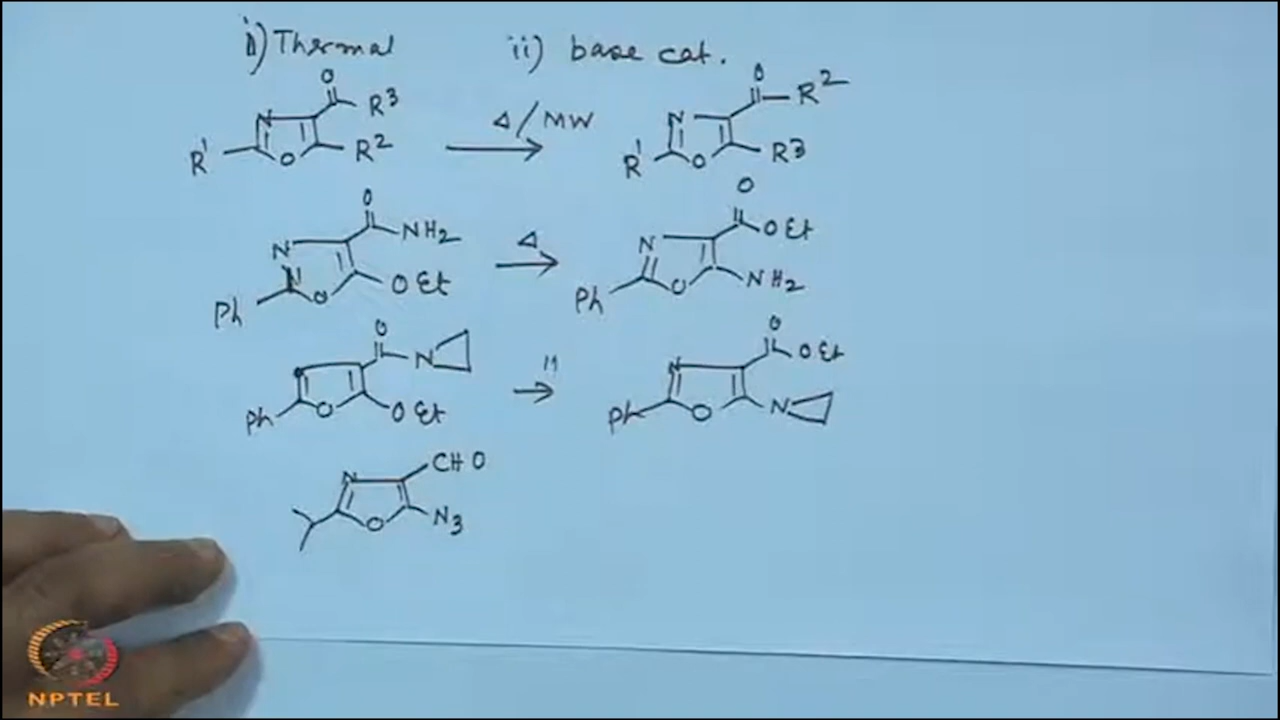 i) Thermal ii) base cat.
O O
N R3 Δ/MW N R2
R1 O R2 R1 O R3
O O
N NH2 Δ N OEt
N
Ph O OEt Ph O NH2
O O
N " N OEt
Ph O OEt Ph O N
N CHO
O N3
NPTEL